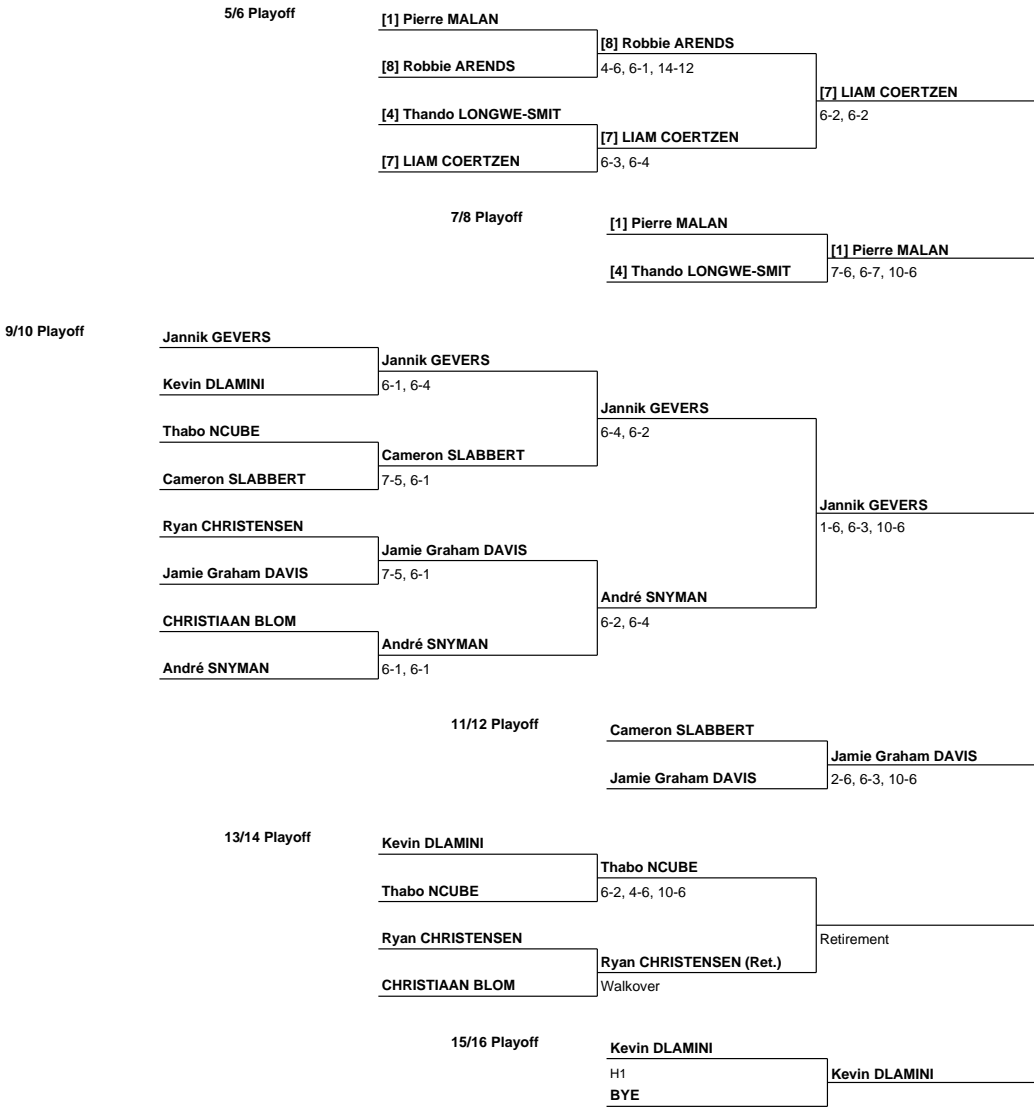 5/6 Playoff
[1] Pierre MALAN
[8] Robbie ARENDS
[8] Robbie ARENDS
4-6, 6-1, 14-12
[7] LIAM COERTZEN
6-2, 6-2
[4] Thando LONGWE-SMIT
[7] LIAM COERTZEN
[7] LIAM COERTZEN
6-3, 6-4
7/8 Playoff
[1] Pierre MALAN
[1] Pierre MALAN
[4] Thando LONGWE-SMIT
7-6, 6-7, 10-6
9/10 Playoff
Jannik GEVERS
Jannik GEVERS
Kevin DLAMINI
6-1, 6-4
Jannik GEVERS
6-4, 6-2
Thabo NCUBE
Cameron SLABBERT
Cameron SLABBERT
7-5, 6-1
Jannik GEVERS
1-6, 6-3, 10-6
Ryan CHRISTENSEN
Jamie Graham DAVIS
Jamie Graham DAVIS
7-5, 6-1
André SNYMAN
6-2, 6-4
CHRISTIAAN BLOM
André SNYMAN
André SNYMAN
6-1, 6-1
11/12 Playoff
Cameron SLABBERT
Jamie Graham DAVIS
Jamie Graham DAVIS
2-6, 6-3, 10-6
13/14 Playoff
Kevin DLAMINI
Thabo NCUBE
Thabo NCUBE
6-2, 4-6, 10-6
Retirement
Ryan CHRISTENSEN
Ryan CHRISTENSEN (Ret.)
CHRISTIAAN BLOM
Walkover
15/16 Playoff
Kevin DLAMINI
H1
Kevin DLAMINI
BYE